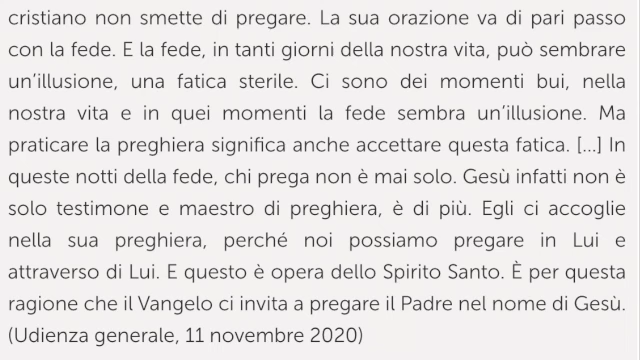 cristiano non smette di pregare. La sua orazione va di pari passo
con la fede. E la fede, in tanti giorni della nostra vita, può sembrare
un’illusione, una fatica sterile. Ci sono dei momenti bui, nella
nostra vita e in quei momenti la fede sembra un’illusione. Ma
praticare la preghiera significa anche accettare questa fatica. [...] In
queste notti della fede, chi prega non è mai solo. Gesù infatti non è
solo testimone e maestro di preghiera, è di più. Egli ci accoglie
nella sua preghiera, perché noi possiamo pregare in Lui e
attraverso di Lui. E questo è opera dello Spirito Santo. È per questa
ragione che il Vangelo ci invita a pregare il Padre nel nome di Gesù.
(Udienza generale, 11 novembre 2020)